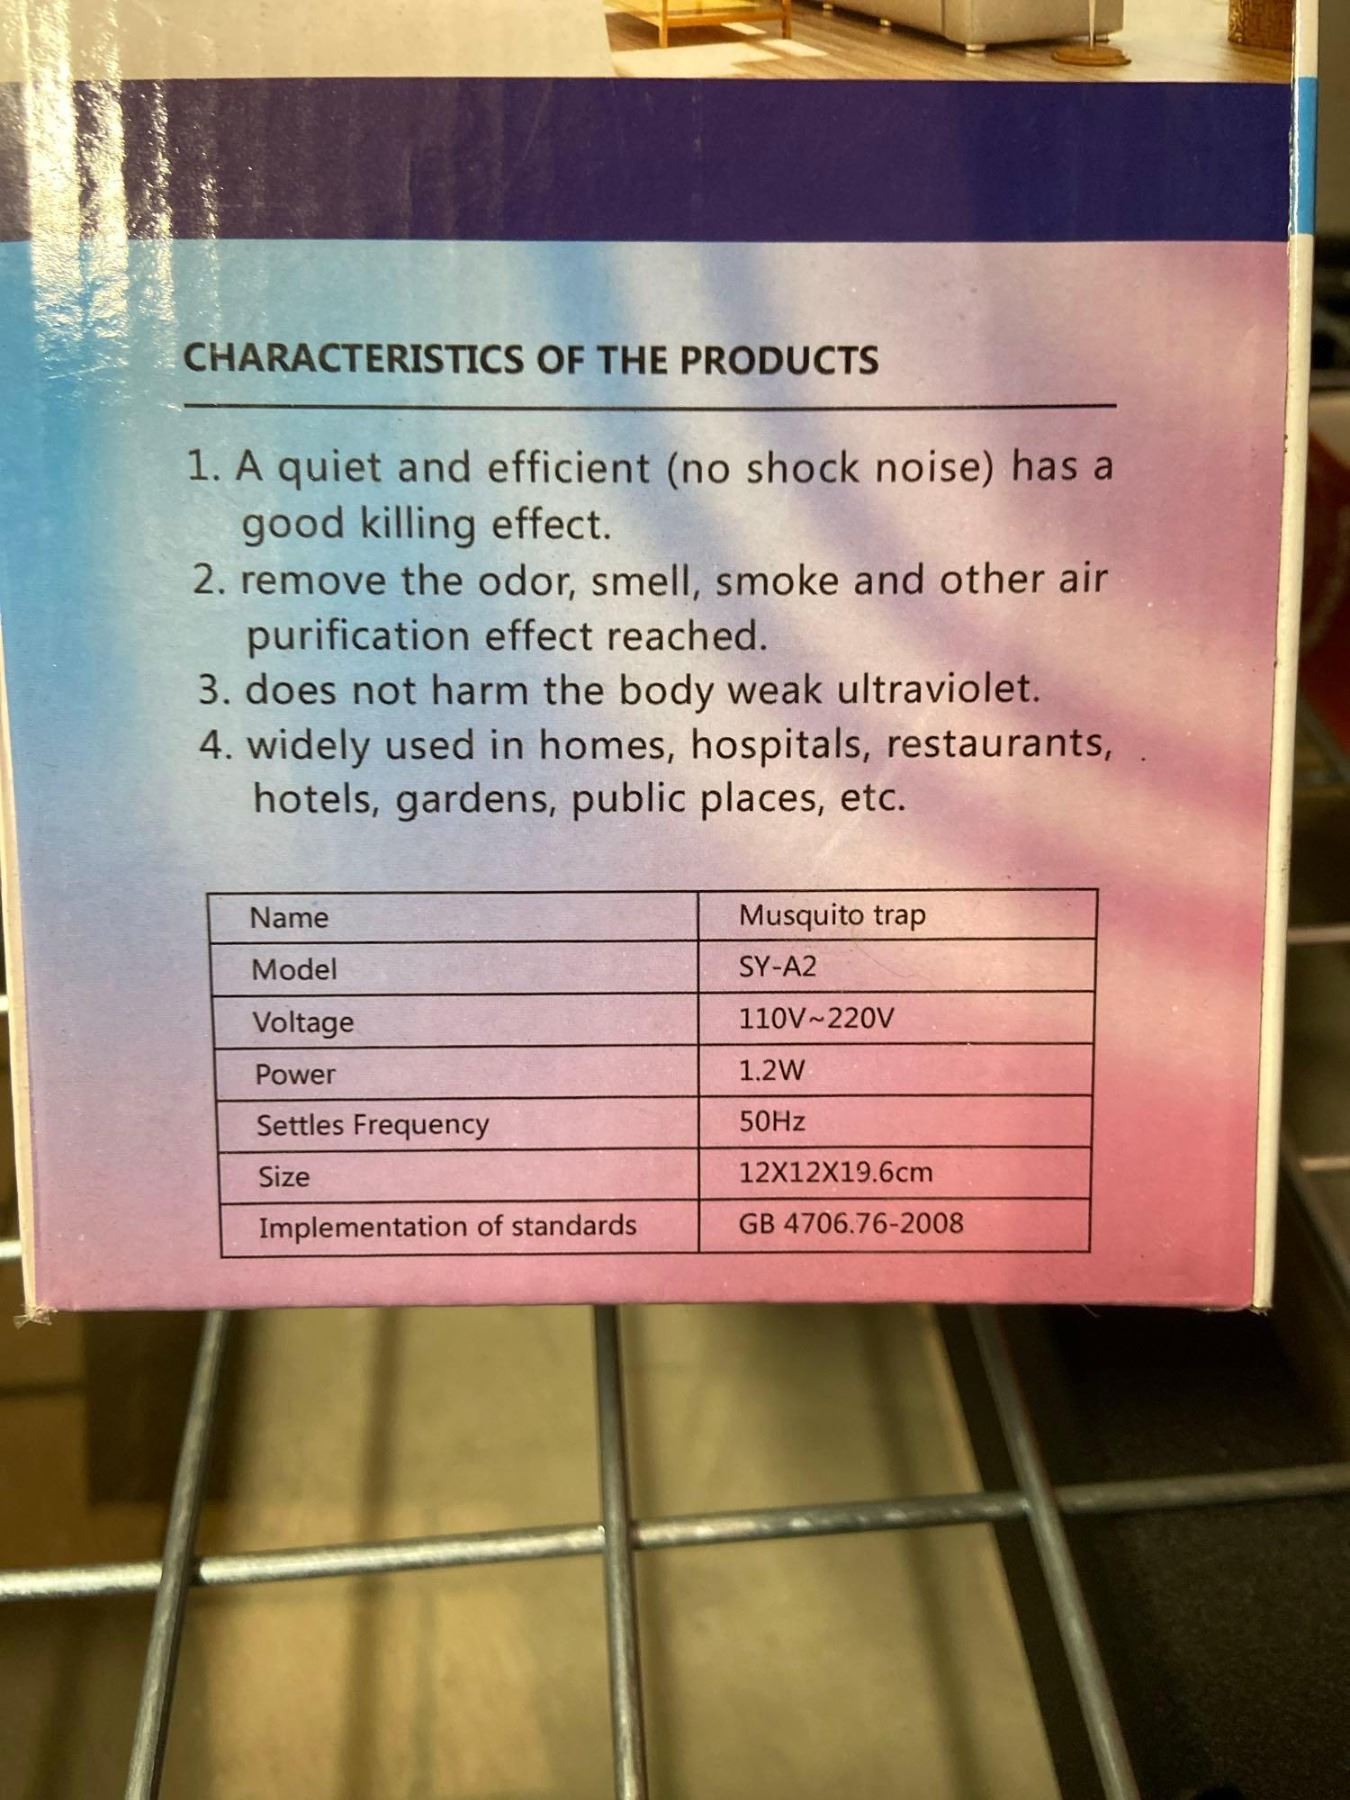 CHARACTERISTICS OF THE PRODUCTS
1. A quiet and efficient (no shock noise) has a
good killing effect.
2. remove the odor, smell, smoke and other air
purification effect reached.
3. does not harm the body weak ultraviolet.
4. widely used in homes, hospitals, restaurants,
hotels, gardens, public places, etc.
Name Musquito trap
Model SY-A2
Voltage 110V~220V
Power 1.2W
Settles Frequency 50Hz
Size 12X12X19.6cm
Implementation of standards GB 4706.76-2008